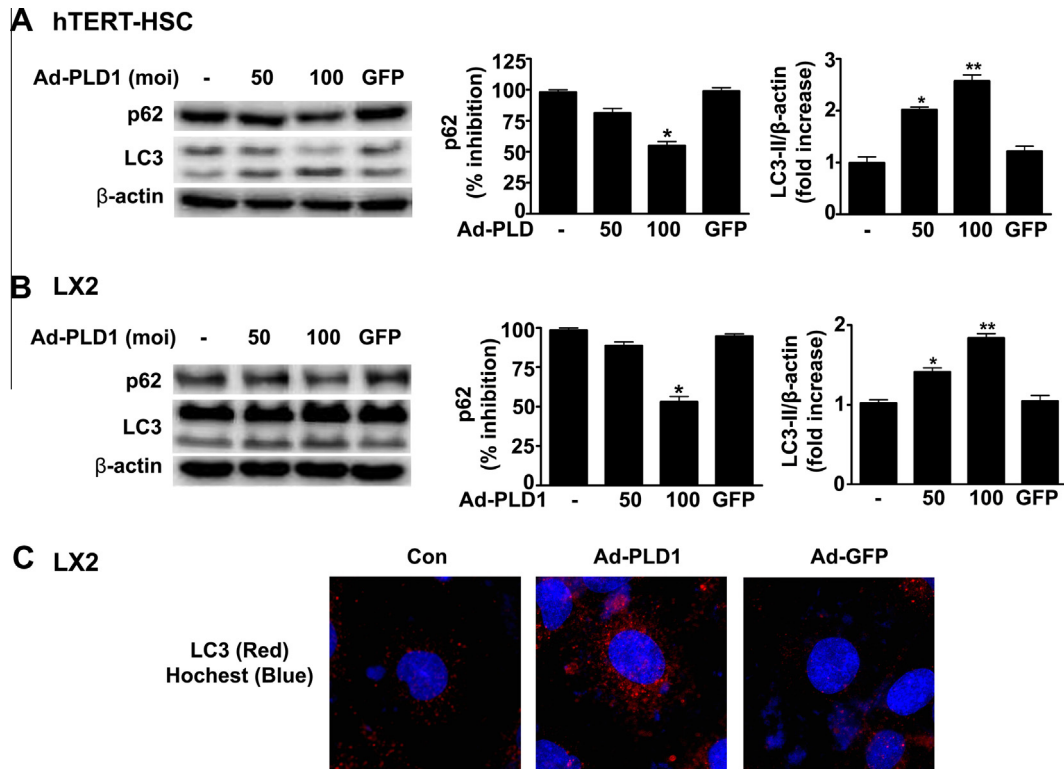 A hTERT-HSC
Ad-PLD1 (moi) - 50 100 GFP
p62
LC3
β-actin
p62
(% inhibition)
125
100
75
50
25
0
Ad-PLD - 50 100 GFP
LC3-II/β-actin
(fold increase)
3
2
1
0
* ** *
- 50 100 GFP
B LX2
Ad-PLD1 (moi) - 50 100 GFP
p62
LC3
β-actin
p62
(% inhibition)
100
75
50
25
0
*
Ad-PLD1 - 50 100 GFP
LC3-II/β-actin
(fold increase)
2
1
0
* **
- 50 100 GFP
C LX2
Con Ad-PLD1 Ad-GFP
LC3 (Red)
Hochest (Blue)